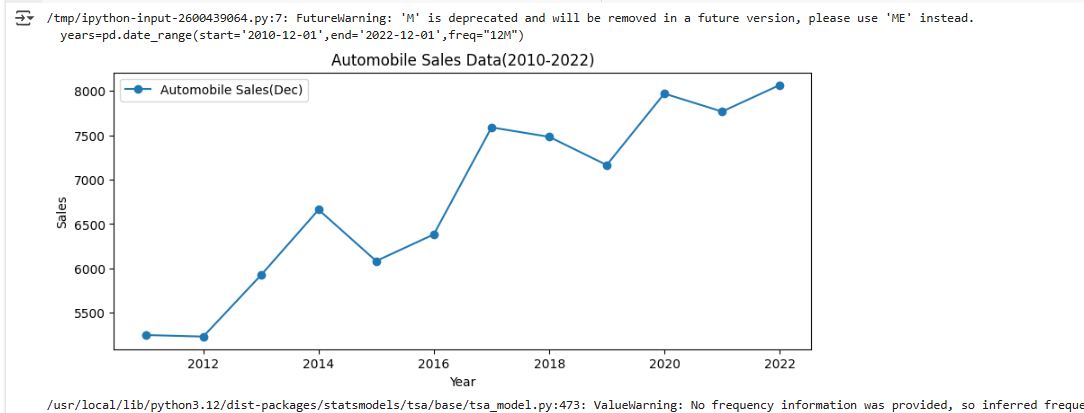 /tmp/ipython-input-2600439064.py:7: FutureWarning: 'M' is deprecated and will be removed in a future version, please use 'ME' instead.
years=pd.date_range(start='2010-12-01',end='2022-12-01',freq="12M")
Automobile Sales Data(2010-2022)
Automobile Sales(Dec)
8000
7500
7000
6500
6000
5500
Sales
2012 2014 2016 2018 2020 2022
Year
/usr/local/lib/python3.12/dist-packages/statsmodels/tsa/base/tsa_model.py:473: ValueWarning: No frequency information was provided, so inferred freque